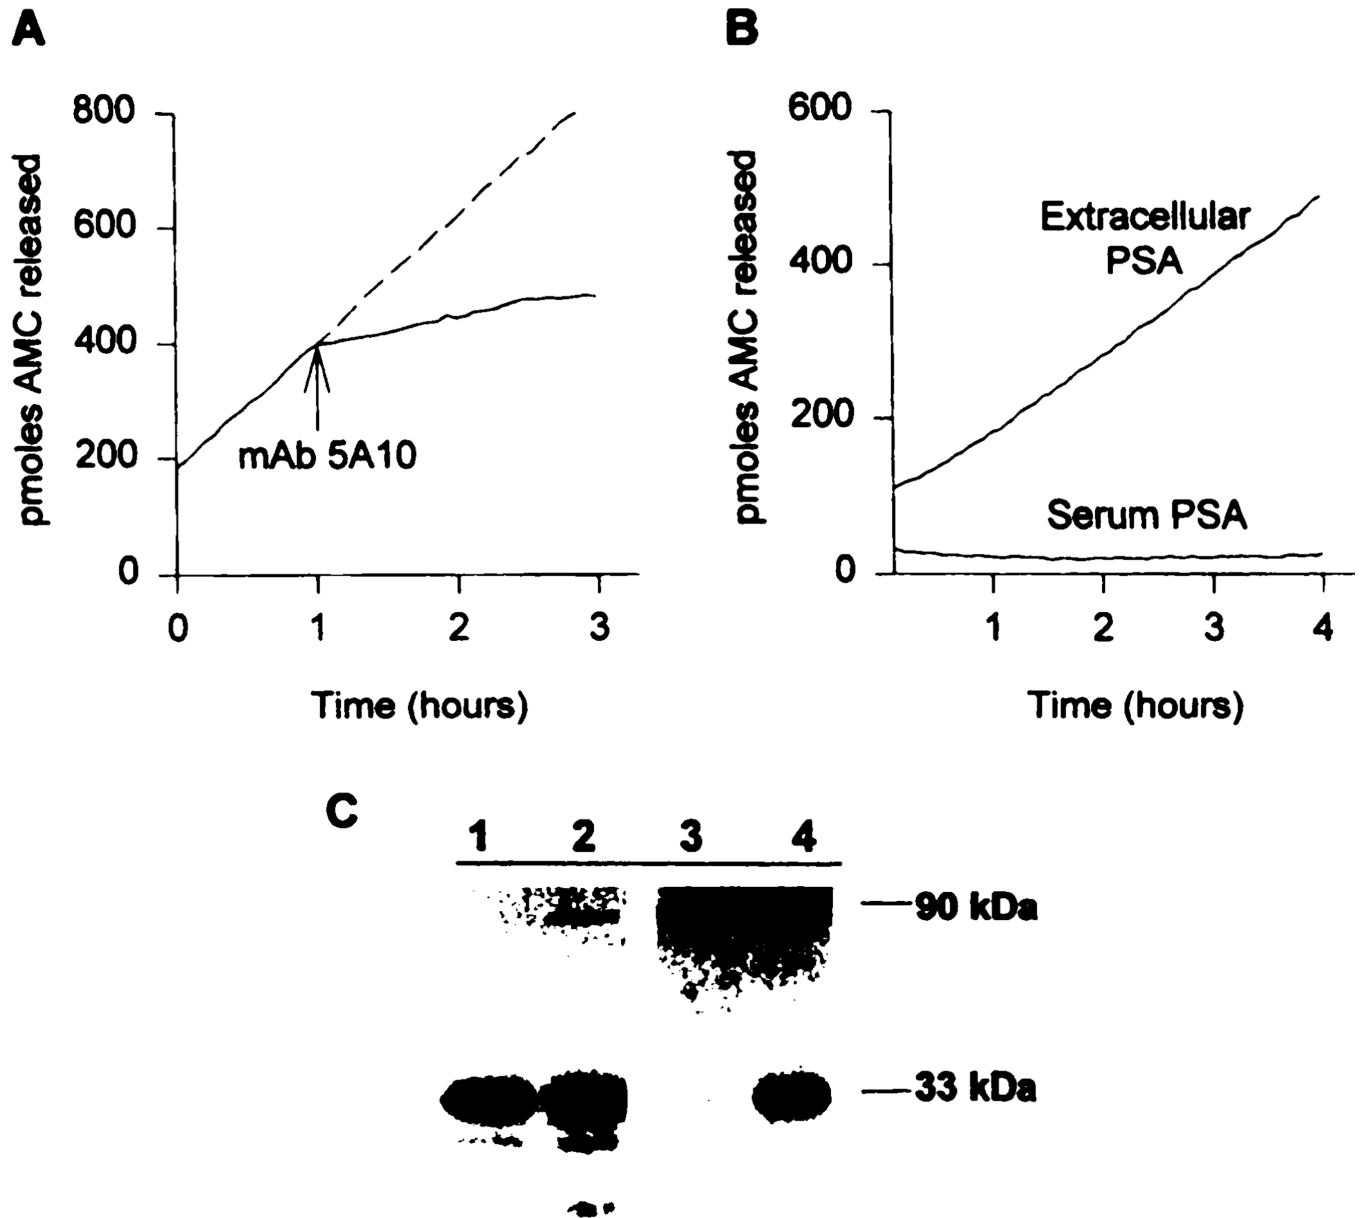 A
pmoles AMC released
800
600
400
200
0
mAb 5A10
0 1 2 3
Time (hours)
B
pmoles AMC released
600
400
200
0
Extracellular
PSA
Serum PSA
1 2 3 4
Time (hours)
C
1 2 3 4
90 kDa
33 kDa